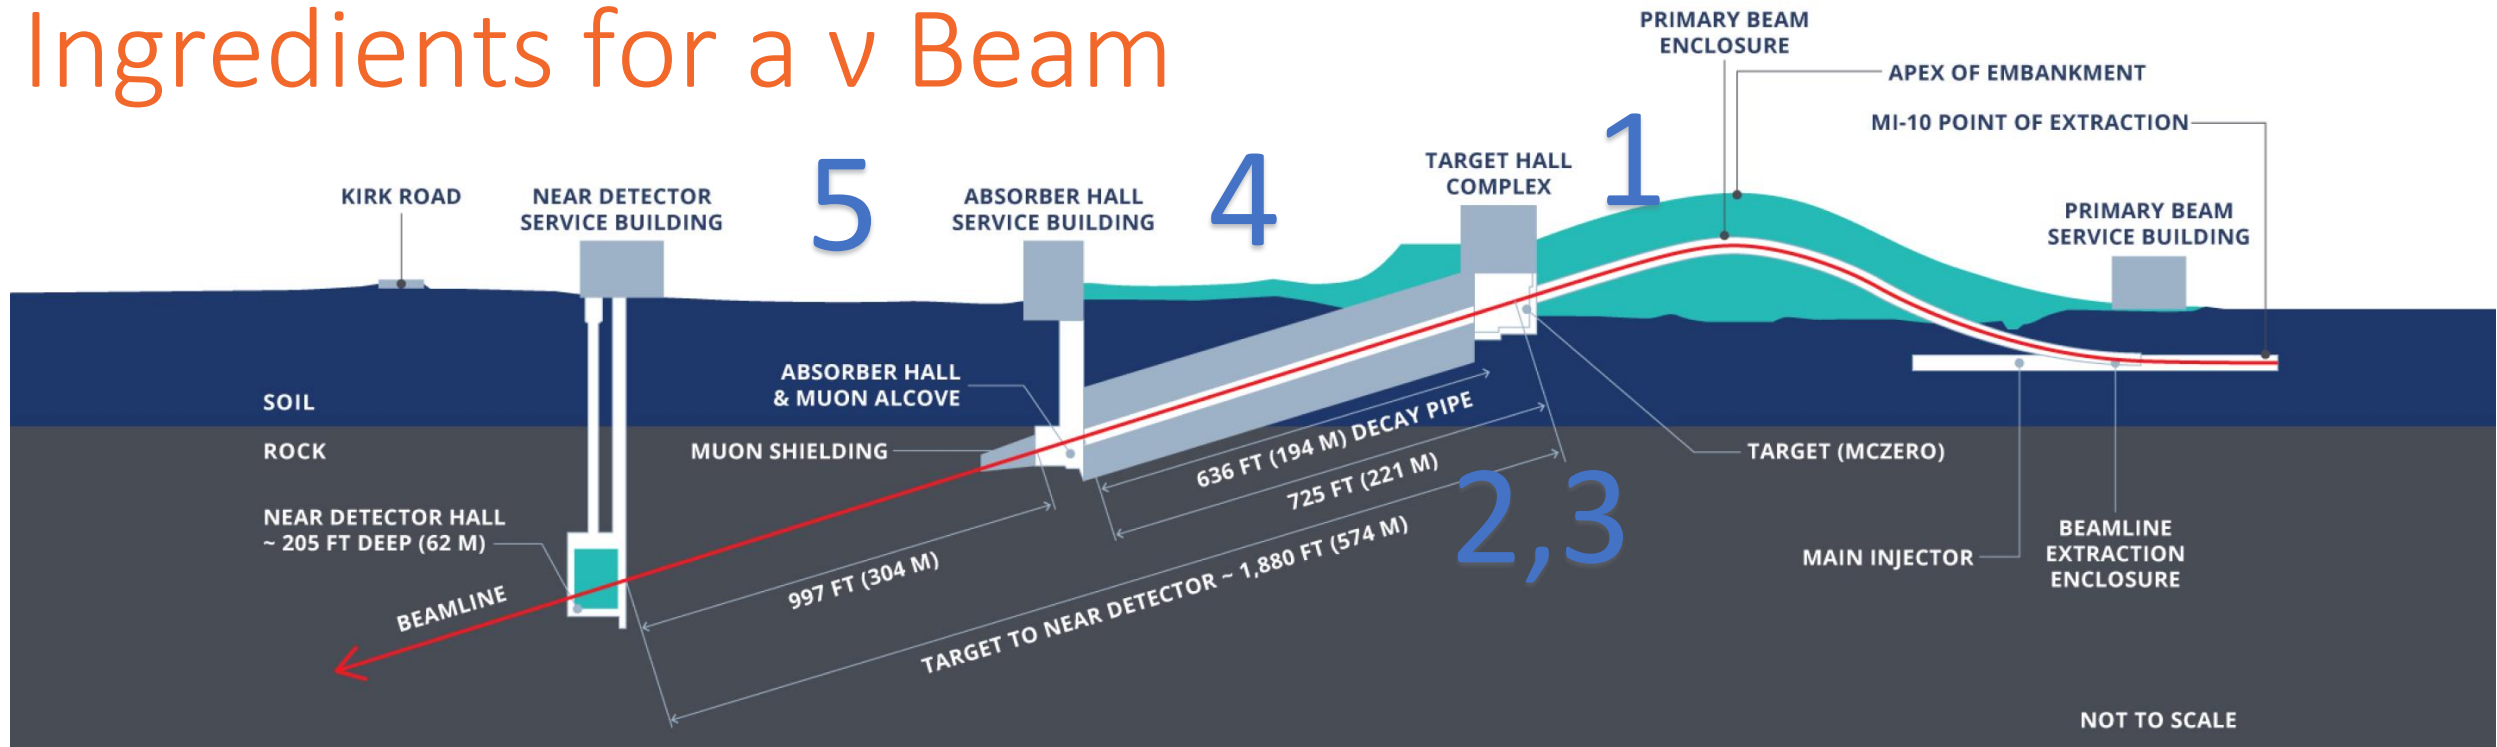 Ingredients for a ν Beam
PRIMARY BEAM
ENCLOSURE
APEX OF EMBANKMENT
MI-10 POINT OF EXTRACTION
1
TARGET HALL
COMPLEX
4
5
KIRK ROAD
NEAR DETECTOR
SERVICE BUILDING
ABSORBER HALL
SERVICE BUILDING
PRIMARY BEAM
SERVICE BUILDING
ABSORBER HALL
& MUON ALCOVE
SOIL
ROCK
MUON SHIELDING
636 FT (194 M) DECAY PIPE
725 FT (221 M)
2,3
TARGET (MCZERO)
NEAR DETECTOR HALL
~ 205 FT DEEP (62 M)
997 FT (304 M)
TARGET TO NEAR DETECTOR ~ 1,880 FT (574 M)
BEAMLINE
MAIN INJECTOR
BEAMLINE
EXTRACTION
ENCLOSURE
NOT TO SCALE